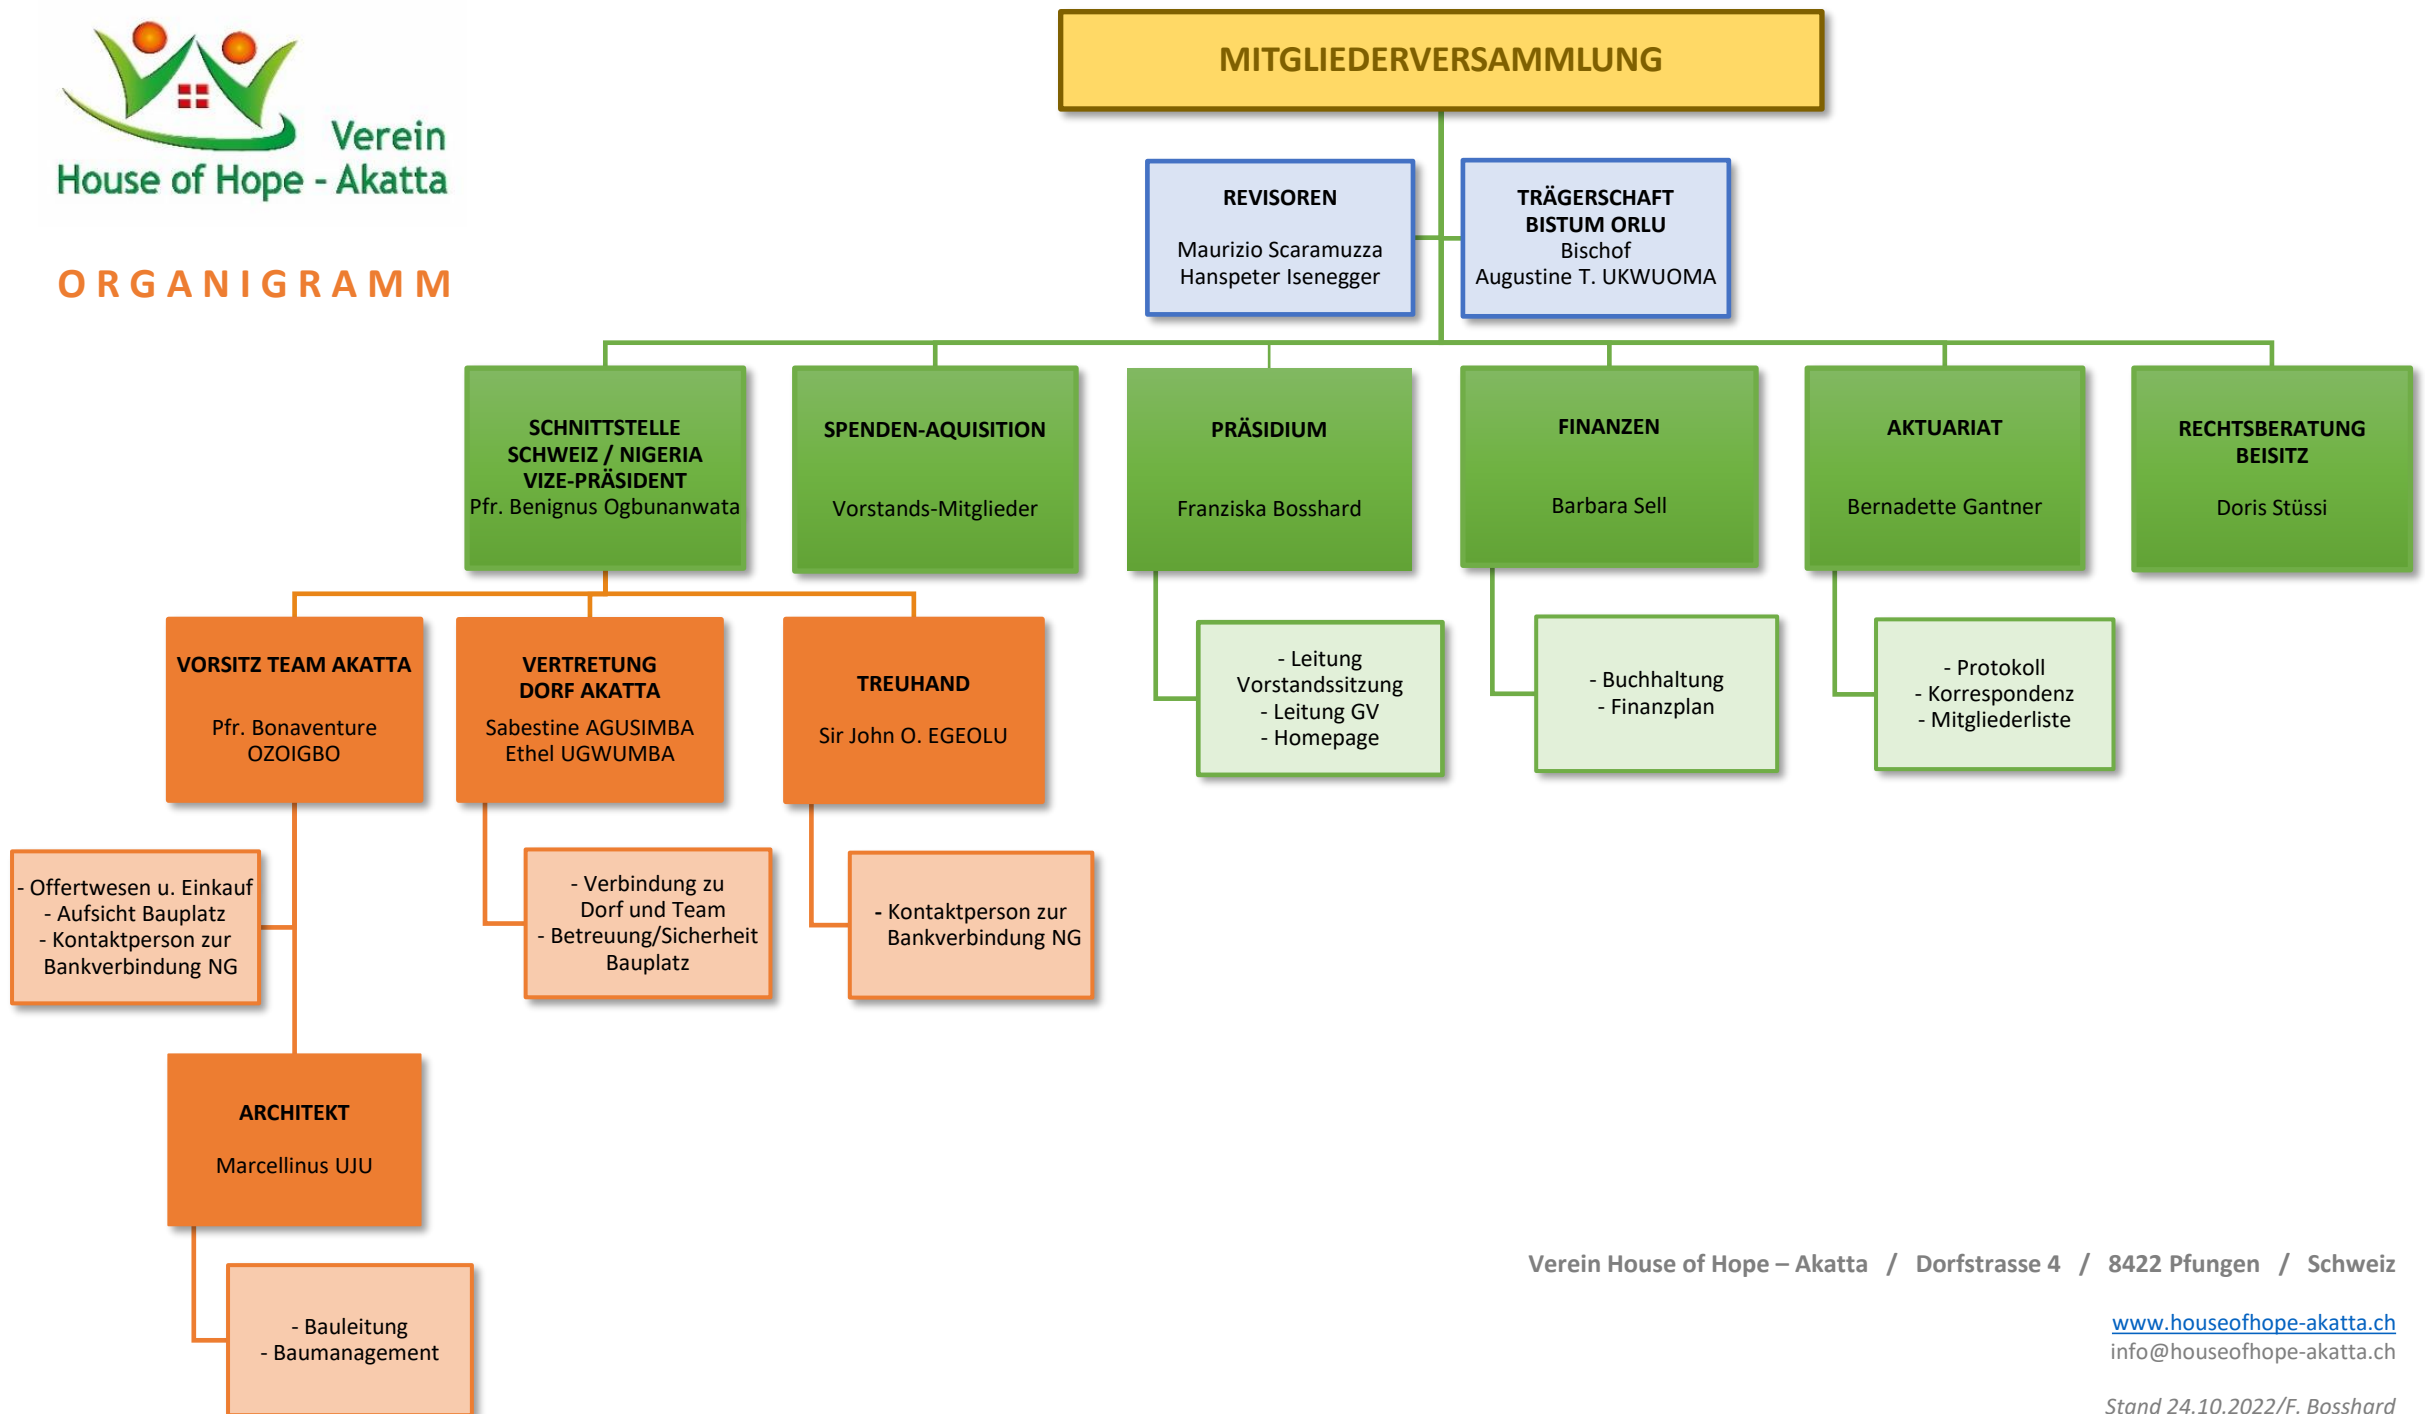 Verein
House of Hope - Akatta
ORGANIGRAMM
MITGLIEDERVERSAMMLUNG
REVISOREN
Maurizio Scaramuzza
Hanspeter Isenegger
TRÄGERSCHAFT
BISTUM ORLU
Bischof
Augustine T. UKWUOMA
SCHNITTSTELLE
SCHWEIZ / NIGERIA
VIZE-PRÄSIDENT
Pfr. Benignus Ogbunanwata
SPENDEN-AQUISITION
Vorstands-Mitglieder
PRÄSIDIUM
Franziska Bosshard
FINANZEN
Barbara Sell
AKTUARIAT
Bernadette Gantner
RECHTSBERATUNG
BEISITZ
Doris Stüssi
VORSITZ TEAM AKATTA
Pfr. Bonaventure
OZOIGBO
VERTRETUNG
DORF AKATTA
Sabestine AGUSIMBA
Ethel UGWUMBA
TREUHAND
Sir John O. EGEOLU
- Leitung
Vorstandssitzung
- Leitung GV
- Homepage
- Buchhaltung
- Finanzplan
- Protokoll
- Korrespondenz
- Mitgliederliste
- Offertwesen u. Einkauf
- Aufsicht Bauplatz
- Kontaktperson zur
Bankverbindung NG
- Verbindung zu
Dorf und Team
- Betreuung/Sicherheit
Bauplatz
- Kontaktperson zur
Bankverbindung NG
ARCHITEKT
Marcellinus UJU
- Bauleitung
- Baumanagement
Verein House of Hope – Akatta / Dorfstrasse 4 / 8422 Pfungen / Schweiz
www.houseofhope-akatta.ch
info@houseofhope-akatta.ch
Stand 24.10.2022/F. Bosshard